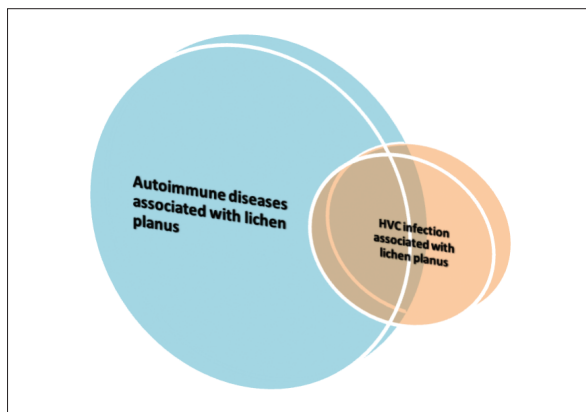 Autoimmune diseases
associated with lichen
planus
HVC infection
associated with
lichen planus